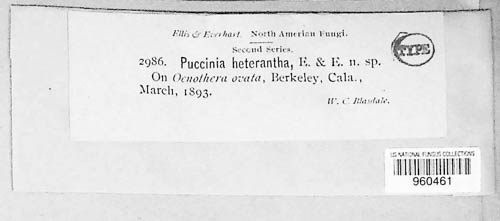 Ellis & Everhart. North American Fungi.
Second Series.
TYPE
2986. Puccinia heterantha, E. & E. n. sp.
On Oenothera ovata, Berkeley, Cala.,
March, 1893.
W. C. Blasdale.
US NATIONAL FUNGUS COLLECTIONS
960461